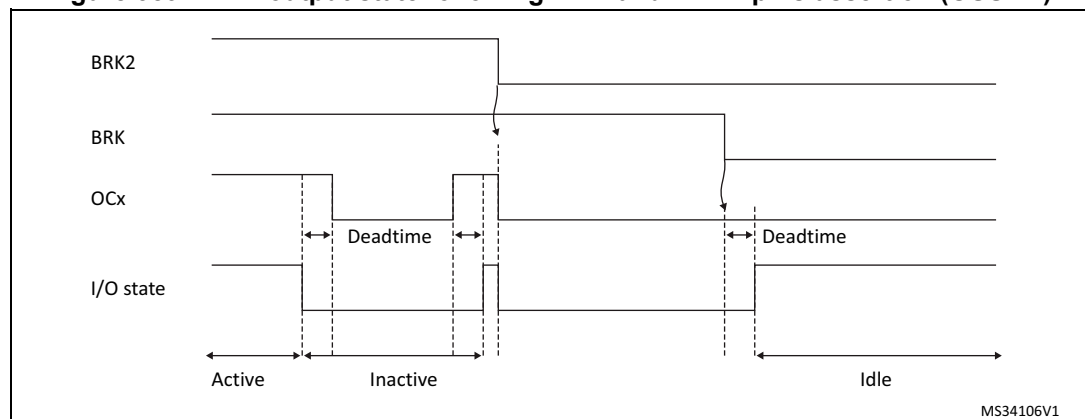 BRK2
BRK
OCx
Deadtime
Deadtime
I/O state
Active
Inactive
Idle
MS34106V1